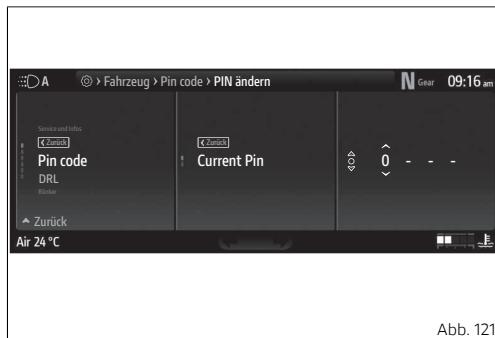 A Fahrzeug › Pin code › PIN ändern N Gear 09:16 am
Service and Infos
Zurück
Pin code
DRL
Blinker
Zurück
Zurück
Current Pin
0 - - -
Air 24 °C
Abb. 121